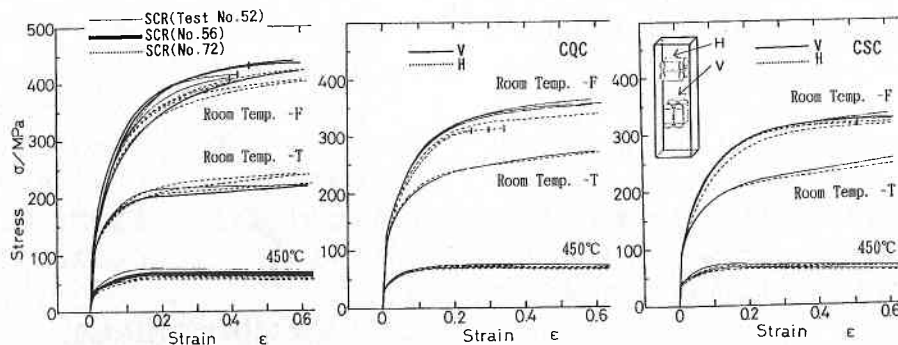 SCR(Test No.52)
SCR(No.56)
SCR(No.72)
Stress σ/MPa
500
400
300
200
100
0
Room Temp. -F
Room Temp. -T
450℃
0
0.2
0.4
0.6
Strain ε
V
H
CQC
500
400
300
200
100
0
Room Temp. -F
Room Temp. -T
450℃
0
0.2
0.4
0.6
Strain ε
H
V
V
H
CSC
400
300
200
100
0
Room Temp. -F
Room Temp. -T
450℃
0
0.2
0.4
0.6
Strain ε